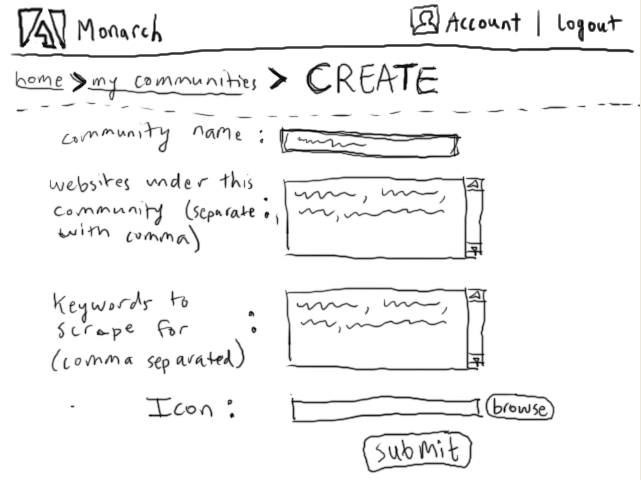 Monarch
Account | Logout
home > my communities > CREATE
community name :
websites under this
community (separate :
with comma)
Keywords to
scrape for :
(comma separated)
Icon :
browse
submit